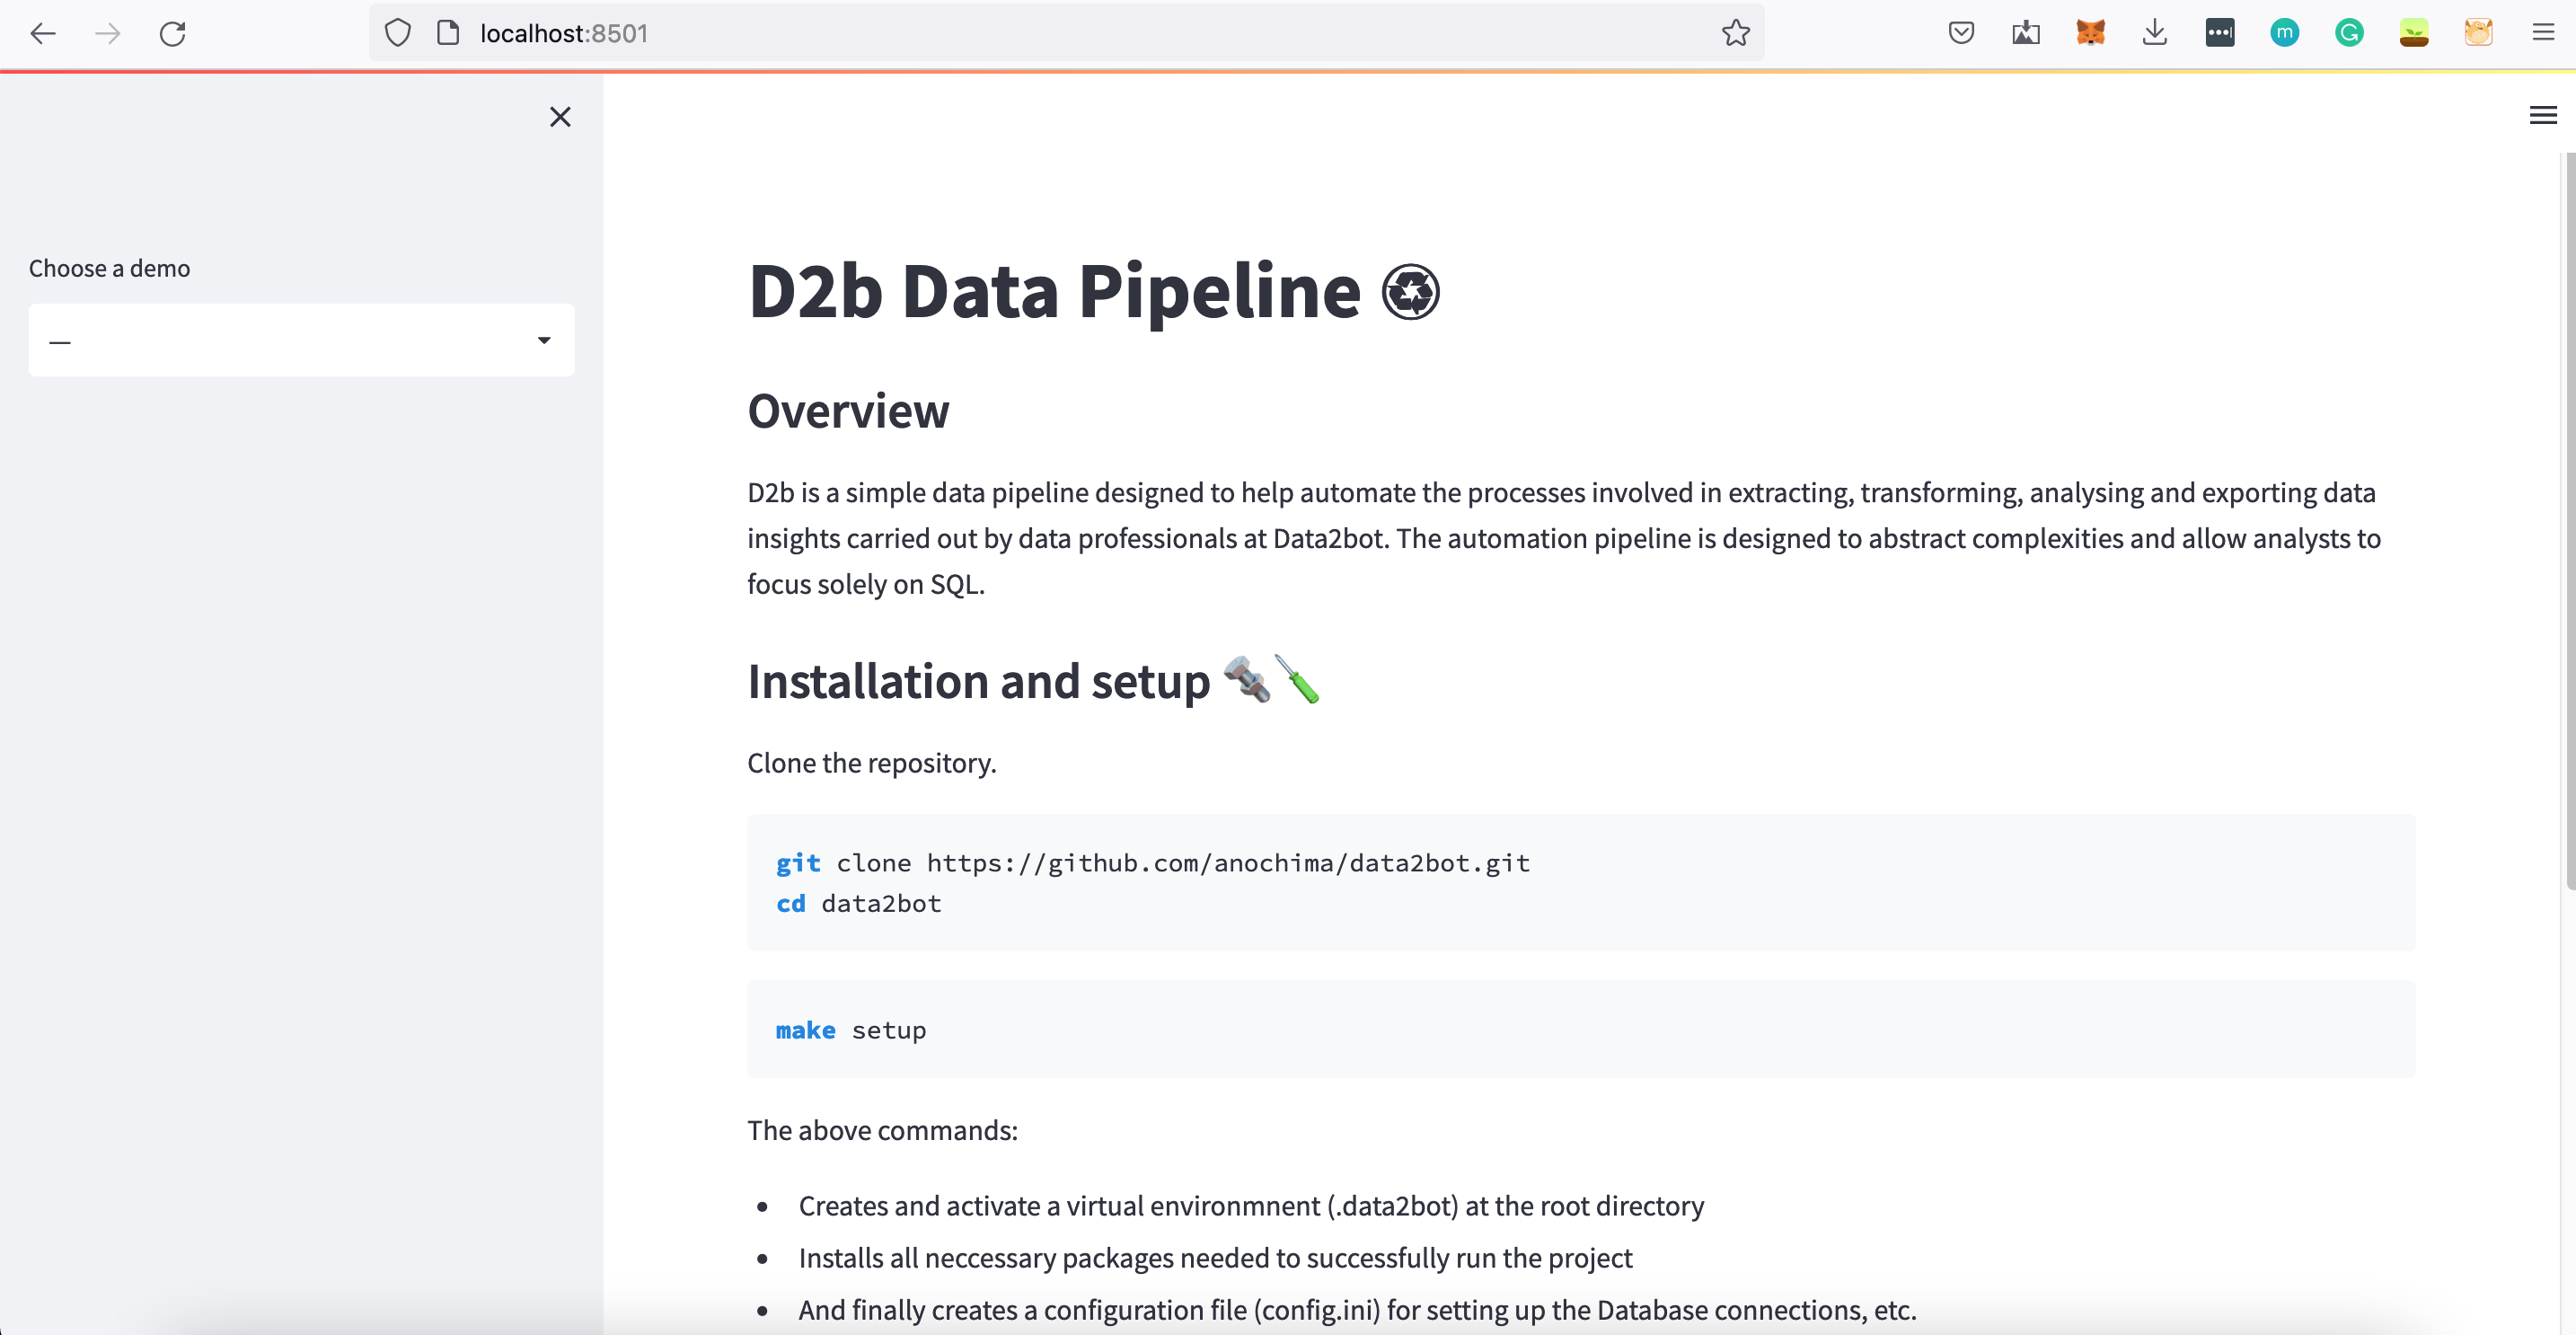 localhost:8501
m
G
Choose a demo
—
D2b Data Pipeline ♼
Overview
D2b is a simple data pipeline designed to help automate the processes involved in extracting, transforming, analysing and exporting data
insights carried out by data professionals at Data2bot. The automation pipeline is designed to abstract complexities and allow analysts to
focus solely on SQL.
Installation and setup 🔩🪛
Clone the repository.
git clone https://github.com/anochima/data2bot.git
cd data2bot
make setup
The above commands:
• Creates and activate a virtual environmnent (.data2bot) at the root directory
• Installs all neccessary packages needed to successfully run the project
• And finally creates a configuration file (config.ini) for setting up the Database connections, etc.